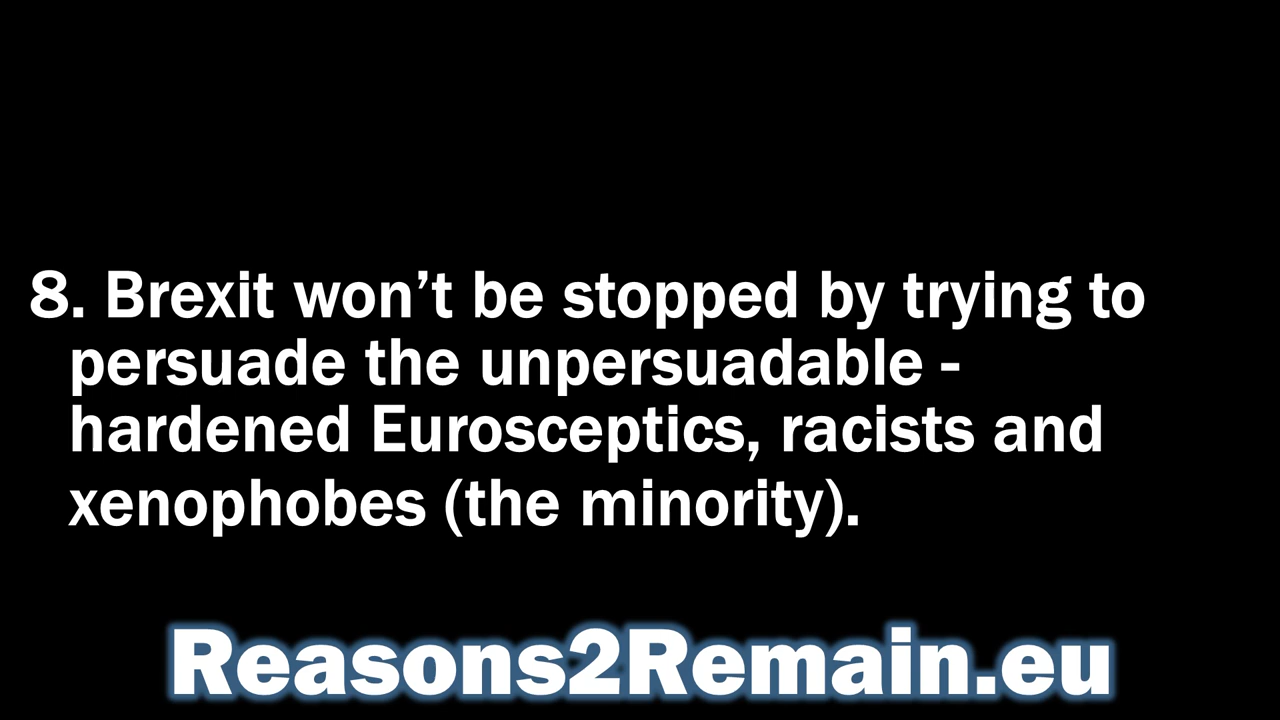 8. Brexit won’t be stopped by trying to
persuade the unpersuadable -
hardened Eurosceptics, racists and
xenophobes (the minority).
Reasons2Remain.eu